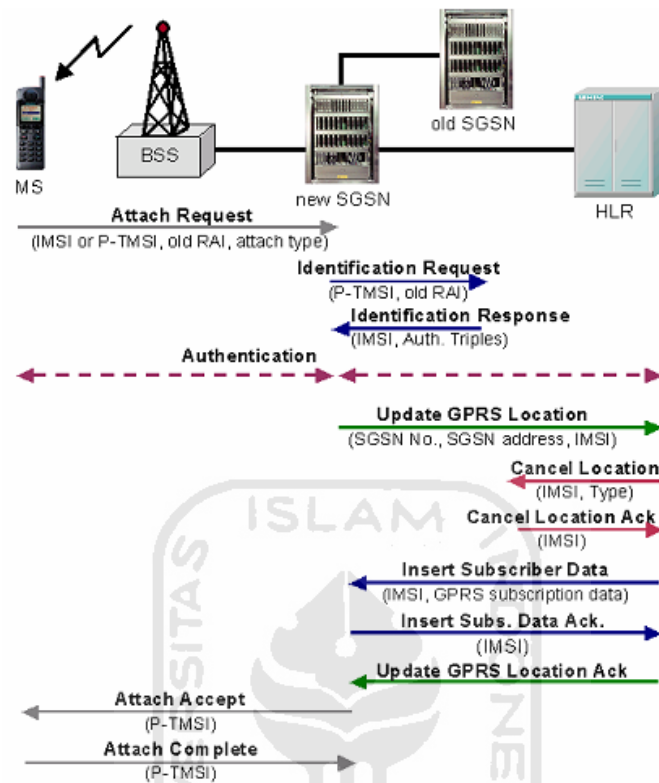 old SGSN
BSS
MS
new SGSN
HLR
Attach Request
(IMSI or P-TMSI, old RAI, attach type)
Identification Request
(P-TMSI, old RAI)
Identification Response
(IMSI, Auth. Triples)
Authentication
Update GPRS Location
(SGSN No., SGSN address, IMSI)
Cancel Location
(IMSI, Type)
Cancel Location Ack
(IMSI)
Insert Subscriber Data
(IMSI, GPRS subscription data)
Insert Subs. Data Ack.
(IMSI)
Update GPRS Location Ack
Attach Accept
(P-TMSI)
Attach Complete
(P-TMSI)
ISLAM